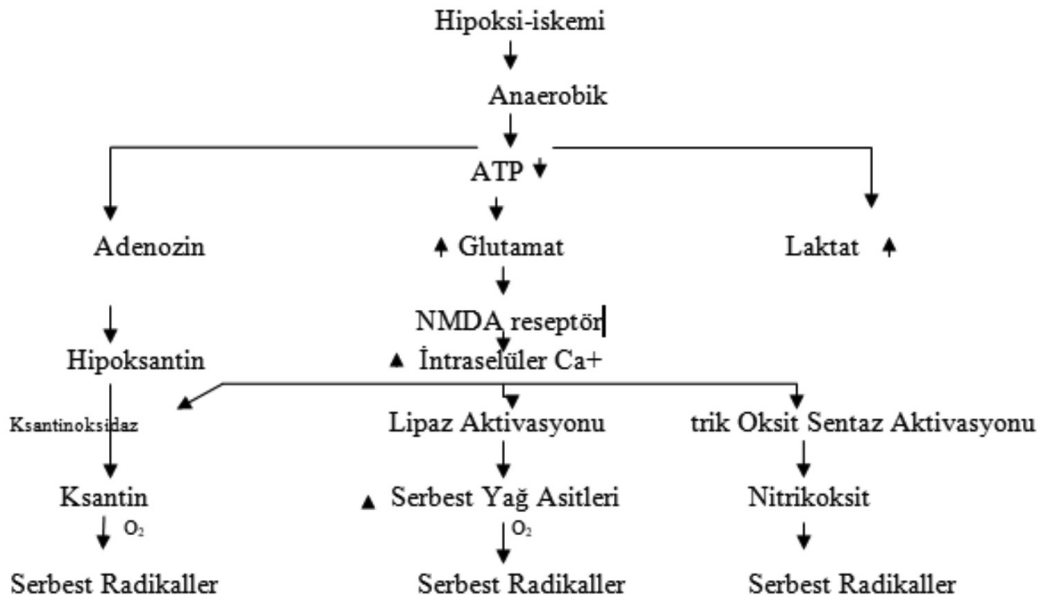 Hipoksi-iskemi
Anaerobik
ATP
Adenozin Glutamat Laktat
NMDA reseptör
Hipoksantin İntraselüler Ca+
Ksantinoksidaz Lipaz Aktivasyonu trik Oksit Sentaz Aktivasyonu
Ksantin Serbest Yağ Asitleri Nitrikoksit
O₂ O₂
Serbest Radikaller Serbest Radikaller Serbest Radikaller